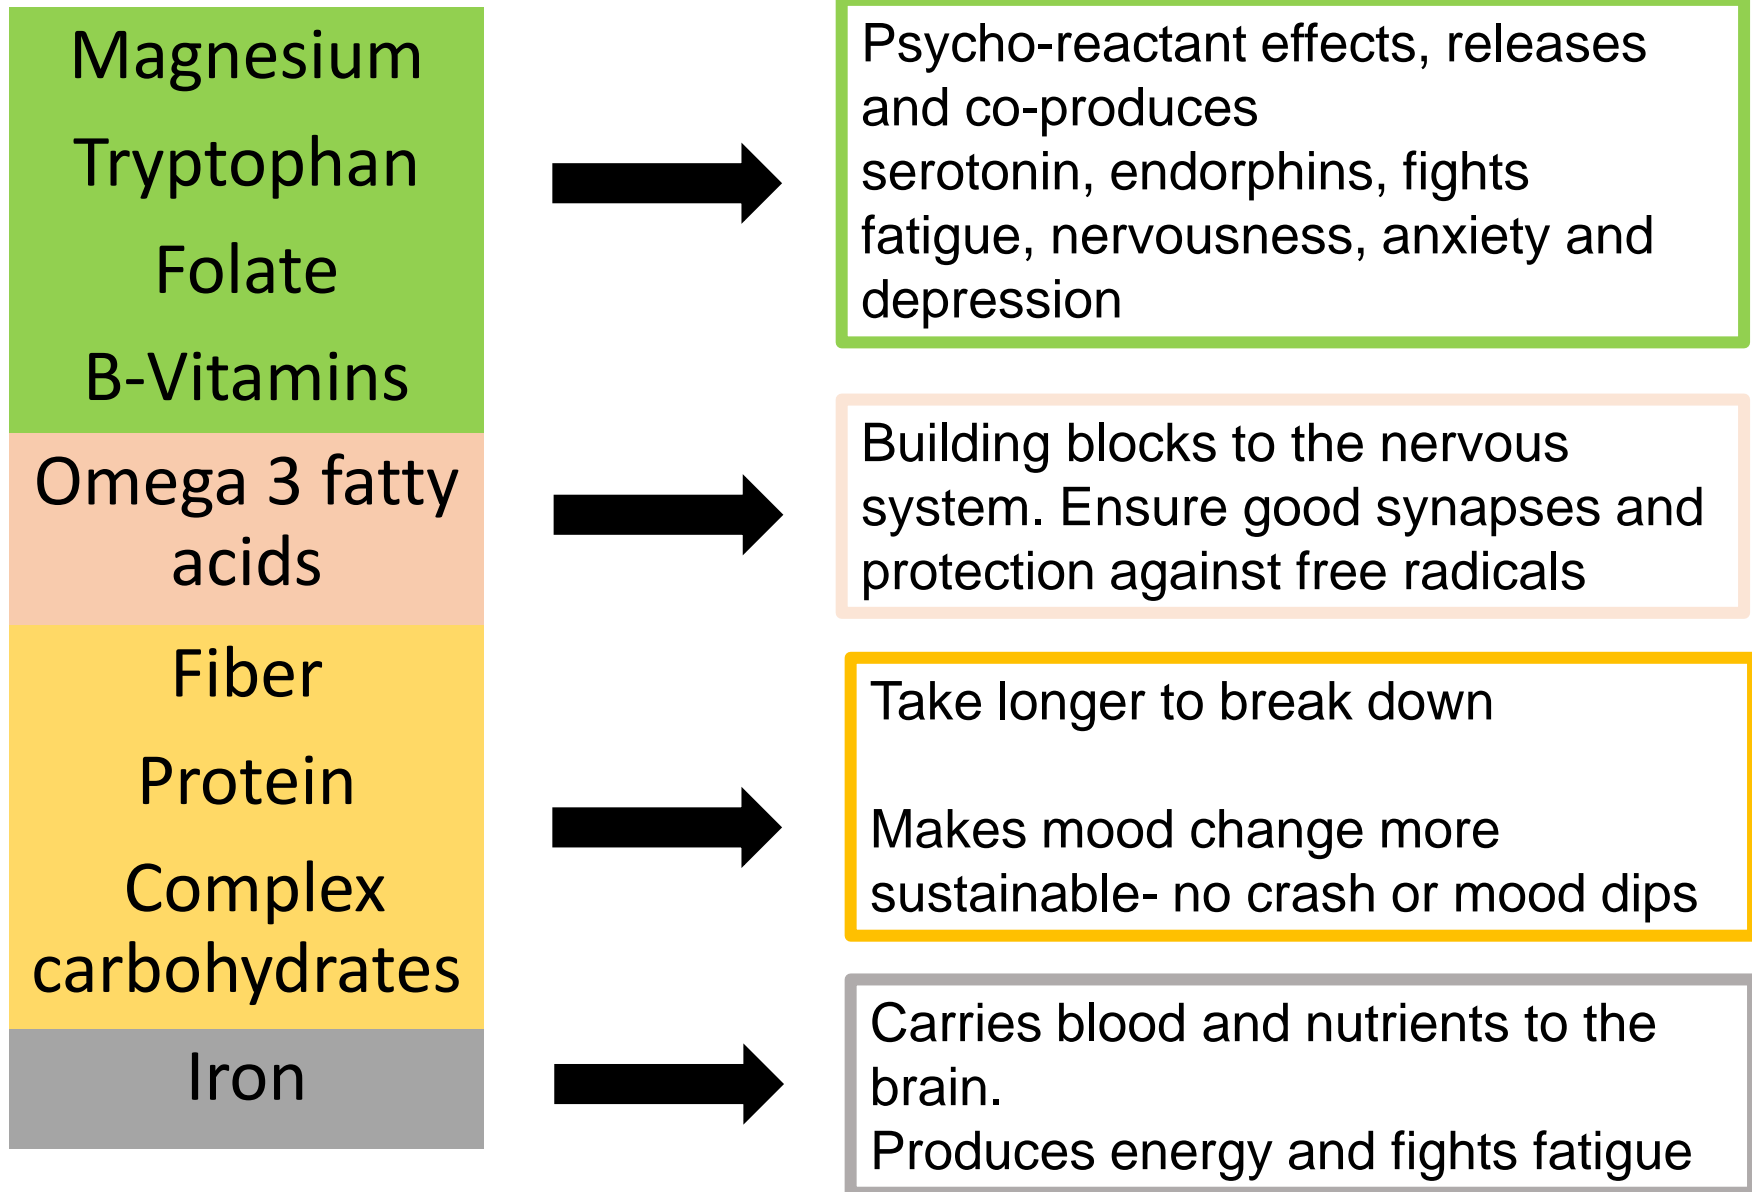 Magnesium
Tryptophan
Folate
B-Vitamins
Psycho-reactant effects, releases
and co-produces
serotonin, endorphins, fights
fatigue, nervousness, anxiety and
depression
Omega 3 fatty
acids
Building blocks to the nervous
system. Ensure good synapses and
protection against free radicals
Fiber
Protein
Complex
carbohydrates
Take longer to break down
Makes mood change more
sustainable- no crash or mood dips
Iron
Carries blood and nutrients to the
brain.
Produces energy and fights fatigue